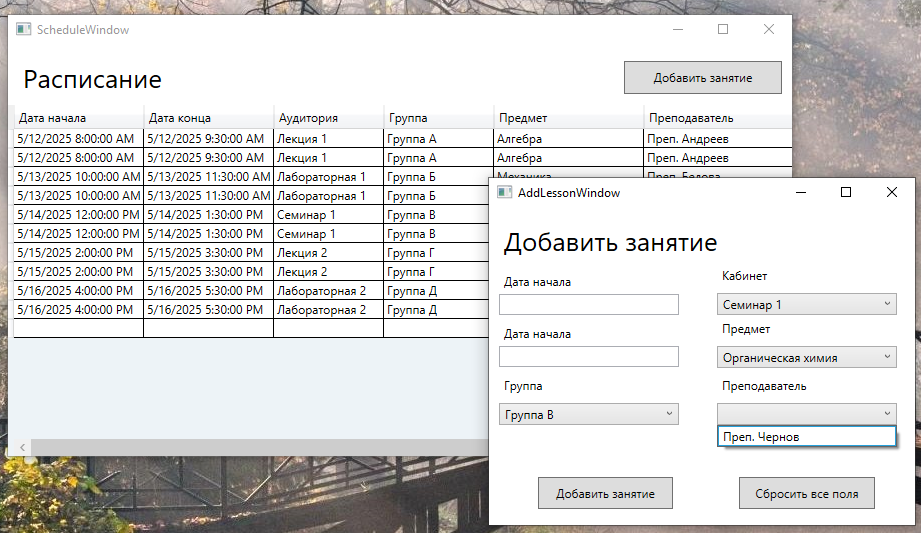 ScheduleWindow
Расписание
Добавить занятие
Дата начала Дата конца Аудитория Группа Предмет Преподаватель
5/12/2025 8:00:00 AM 5/12/2025 9:30:00 AM Лекция 1 Группа А Алгебра Преп. Андреев
5/12/2025 8:00:00 AM 5/12/2025 9:30:00 AM Лекция 1 Группа А Алгебра Преп. Андреев
5/13/2025 10:00:00 AM 5/13/2025 11:30:00 AM Лабораторная 1 Группа Б Механика Преп. Белова
5/13/2025 10:00:00 AM 5/13/2025 11:30:00 AM Лабораторная 1 Группа Б
5/14/2025 12:00:00 PM 5/14/2025 1:30:00 PM Семинар 1 Группа В
5/14/2025 12:00:00 PM 5/14/2025 1:30:00 PM Семинар 1 Группа В
5/15/2025 2:00:00 PM 5/15/2025 3:30:00 PM Лекция 2 Группа Г
5/15/2025 2:00:00 PM 5/15/2025 3:30:00 PM Лекция 2 Группа Г
5/16/2025 4:00:00 PM 5/16/2025 5:30:00 PM Лабораторная 2 Группа Д
5/16/2025 4:00:00 PM 5/16/2025 5:30:00 PM Лабораторная 2 Группа Д
AddLessonWindow
Добавить занятие
Дата начала
Дата начала
Группа
Группа В
Кабинет
Семинар 1
Предмет
Органическая химия
Преподаватель
Преп. Чернов
Добавить занятие
Сбросить все поля